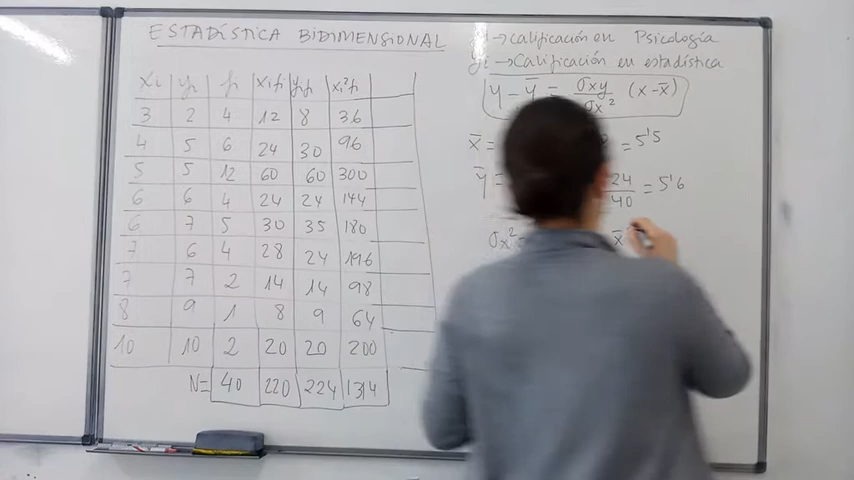 ESTADÍSTICA BIDIMENSIONAL
xi yi fi xifi yifi xi²fi
3 2 4 12 8 36
4 5 6 24 30 96
5 5 12 60 60 300
6 6 4 24 24 144
6 7 5 30 35 180
7 6 4 28 24 196
7 7 2 14 14 98
8 9 1 8 9 64
10 10 2 20 20 200
N= 40 220 224 1314
→ calificación en Psicología
yi → Calificación en estadística
y - ȳ = σxy / σx² (x - x̄)
x̄ = = 5'5
ȳ = 24 / 40 = 5'6
σx² = x̄